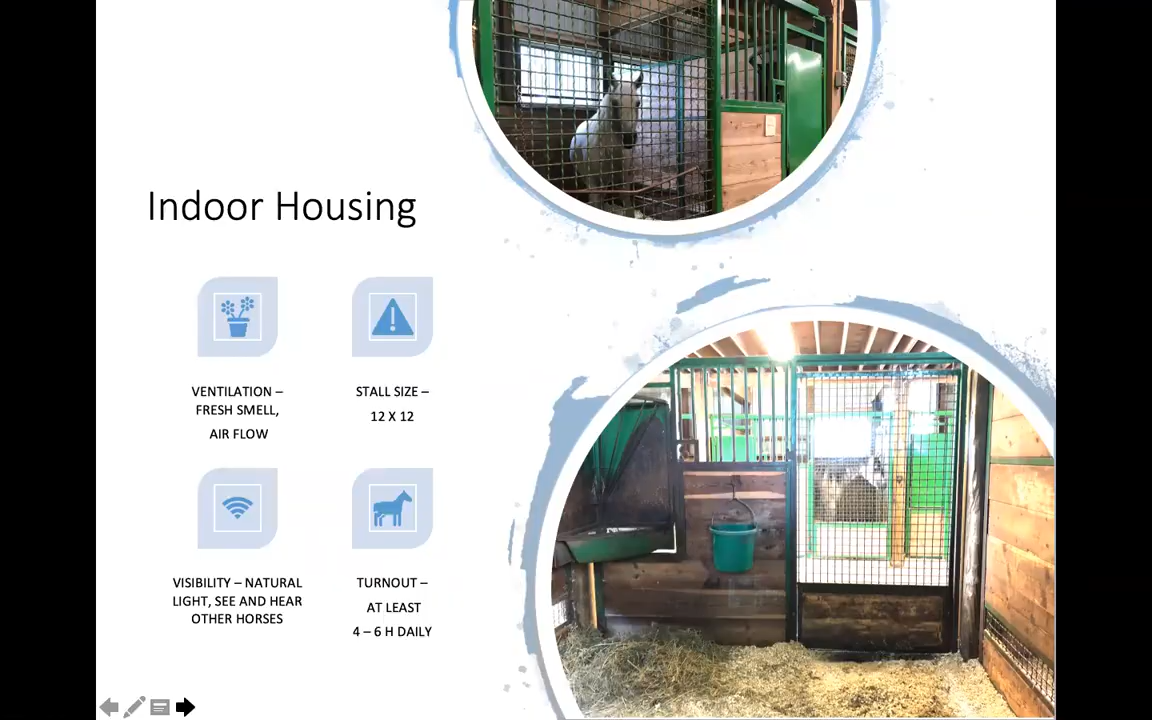 Indoor Housing
VENTILATION –
FRESH SMELL,
AIR FLOW
STALL SIZE –
12 X 12
VISIBILITY – NATURAL
LIGHT, SEE AND HEAR
OTHER HORSES
TURNOUT –
AT LEAST
4 – 6 H DAILY